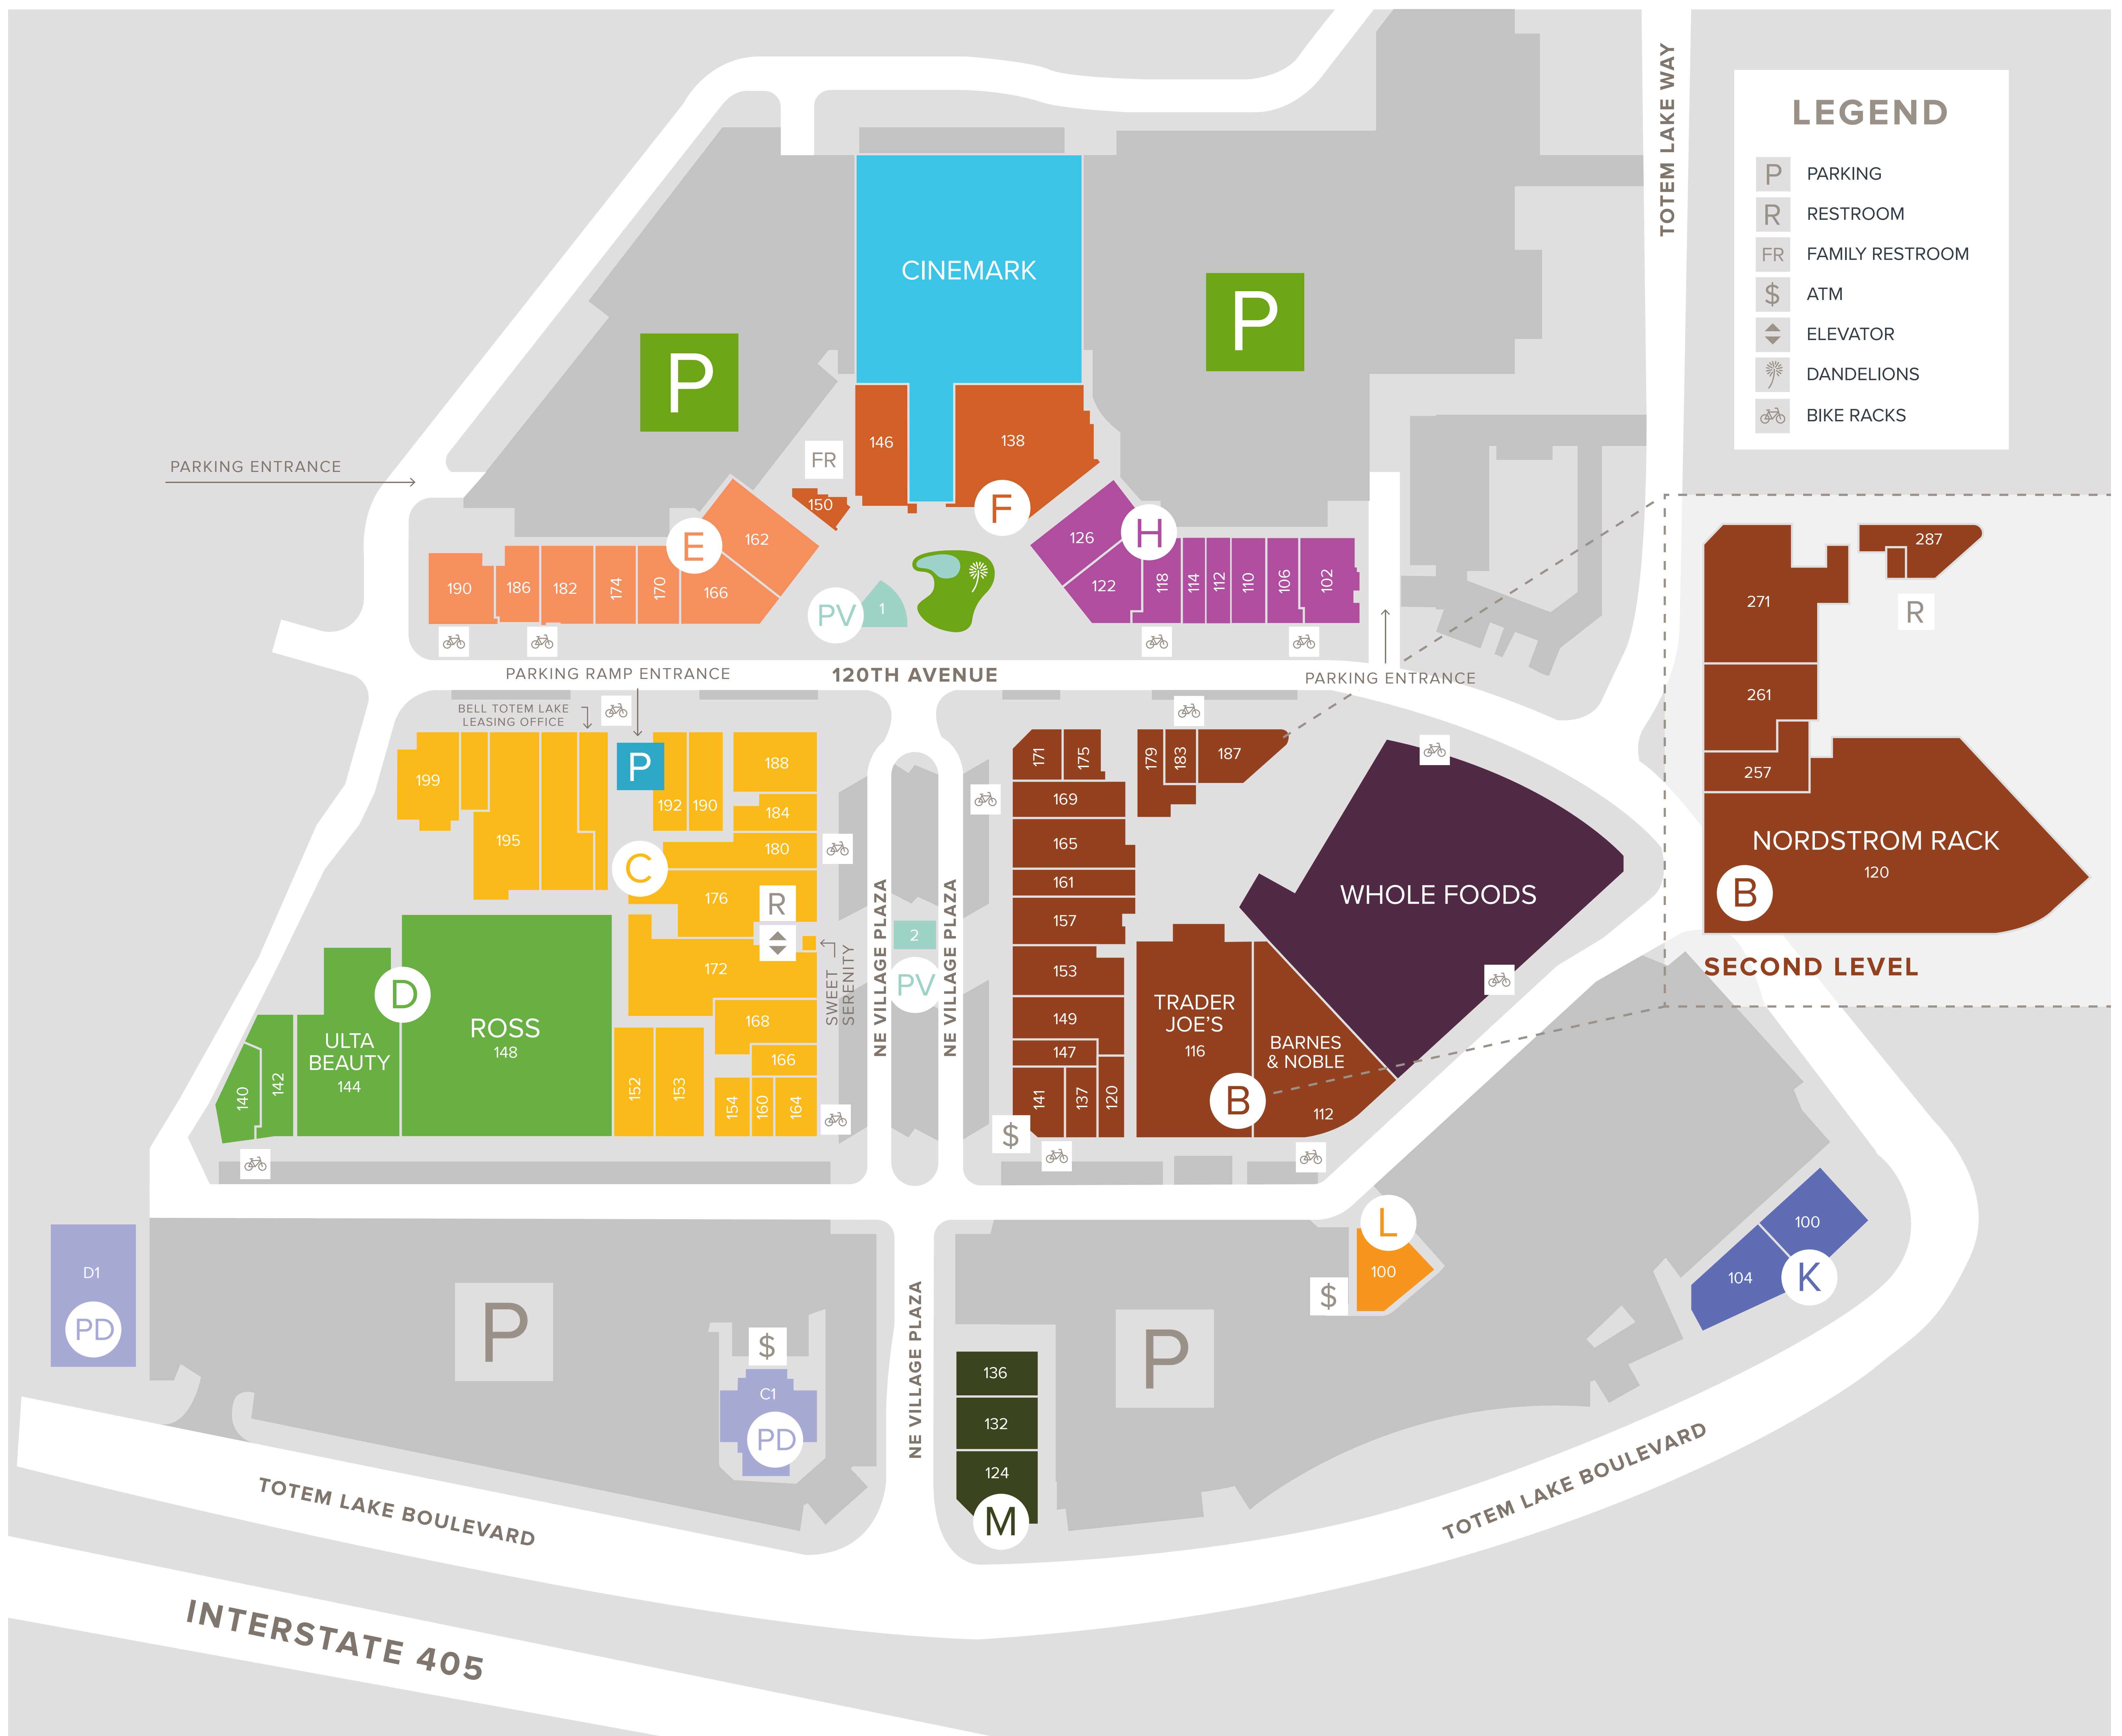 TOTEM LAKE WAY
LEGEND
P PARKING
R RESTROOM
FR FAMILY RESTROOM
$ ATM
ELEVATOR
DANDELIONS
BIKE RACKS
CINEMARK
P
P
146
138
FR
150
F
PARKING ENTRANCE
E
162
190
186
182
174
170
166
PV
1
H
126
122
118
114
112
110
106
102
PARKING RAMP ENTRANCE
120TH AVENUE
PARKING ENTRANCE
271
287
R
261
257
NORDSTROM RACK
120
B
SECOND LEVEL
BELL TOTEM LAKE
LEASING OFFICE
199
195
P
192
190
188
184
180
C
176
R
172
SWEET
SERENITY
168
166
152
153
154
160
164
D
ROSS
148
ULTA
BEAUTY
144
142
140
NE VILLAGE PLAZA
NE VILLAGE PLAZA
2
PV
171
175
179
183
187
169
165
161
157
153
149
147
141
137
120
$
TRADER
JOE'S
116
BARNES
& NOBLE
112
B
WHOLE FOODS
D1
PD
P
$
C1
PD
NE VILLAGE PLAZA
136
132
124
M
P
L
100
$
100
104
K
TOTEM LAKE BOULEVARD
TOTEM LAKE BOULEVARD
INTERSTATE 405